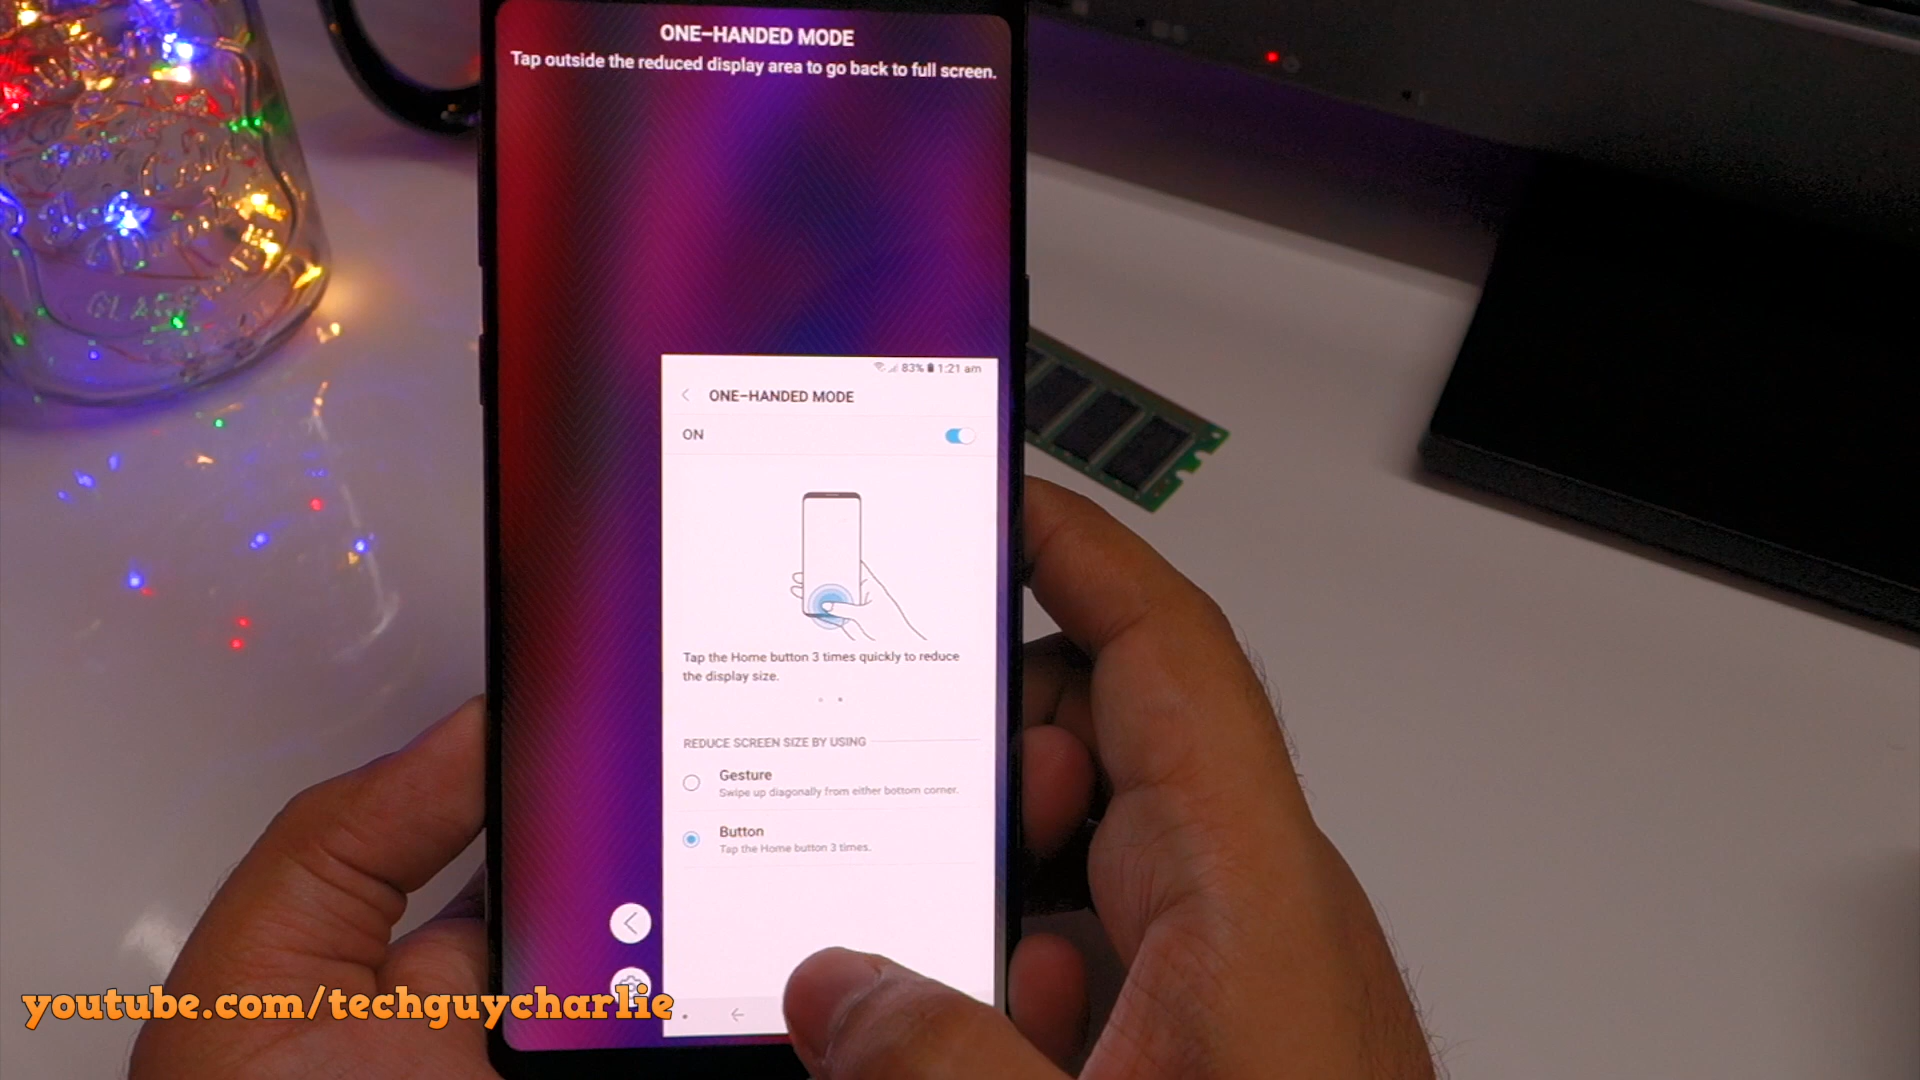 ONE-HANDED MODE
Tap outside the reduced display area to go back to full screen.
83% 1:21 am
ONE-HANDED MODE
ON
Tap the Home button 3 times quickly to reduce
the display size.
REDUCE SCREEN SIZE BY USING
Gesture
Swipe up diagonally from either bottom corner.
Button
Tap the Home button 3 times.
youtube.com/techguycharlie
GLASS